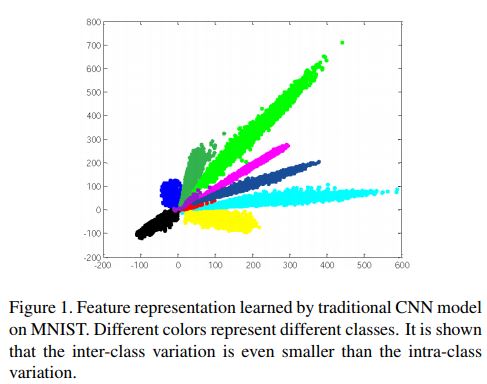 800
700
600
500
400
300
200
100
0
-100
-200
-200 -100 0 100 200 300 400 500 600
Figure 1. Feature representation learned by traditional CNN model
on MNIST. Different colors represent different classes. It is shown
that the inter-class variation is even smaller than the intra-class
variation.